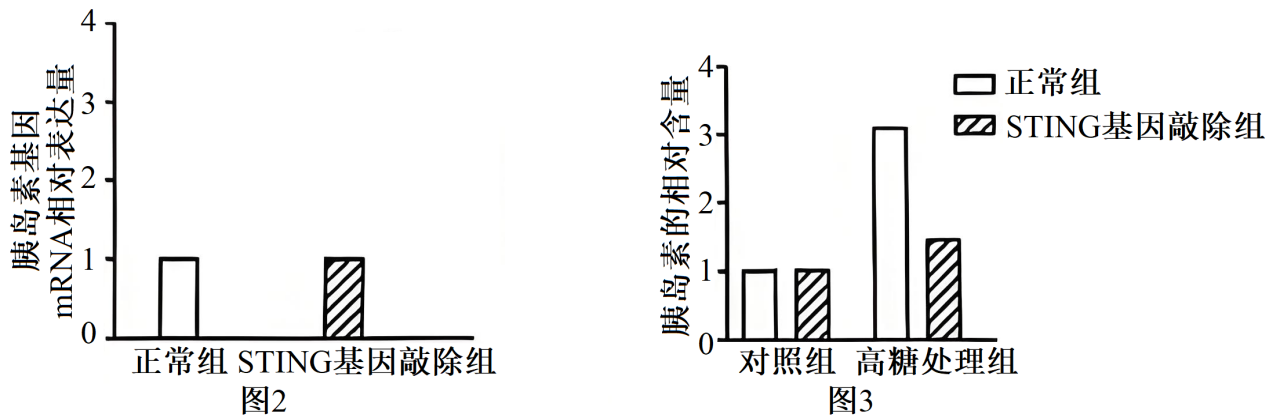 胰岛素基因
mRNA相对表达量
4
3
2
1
0
正常组 STING基因敲除组
图2
胰岛素的相对含量
4
3
2
1
0
对照组 高糖处理组
图3
正常组
STING基因敲除组